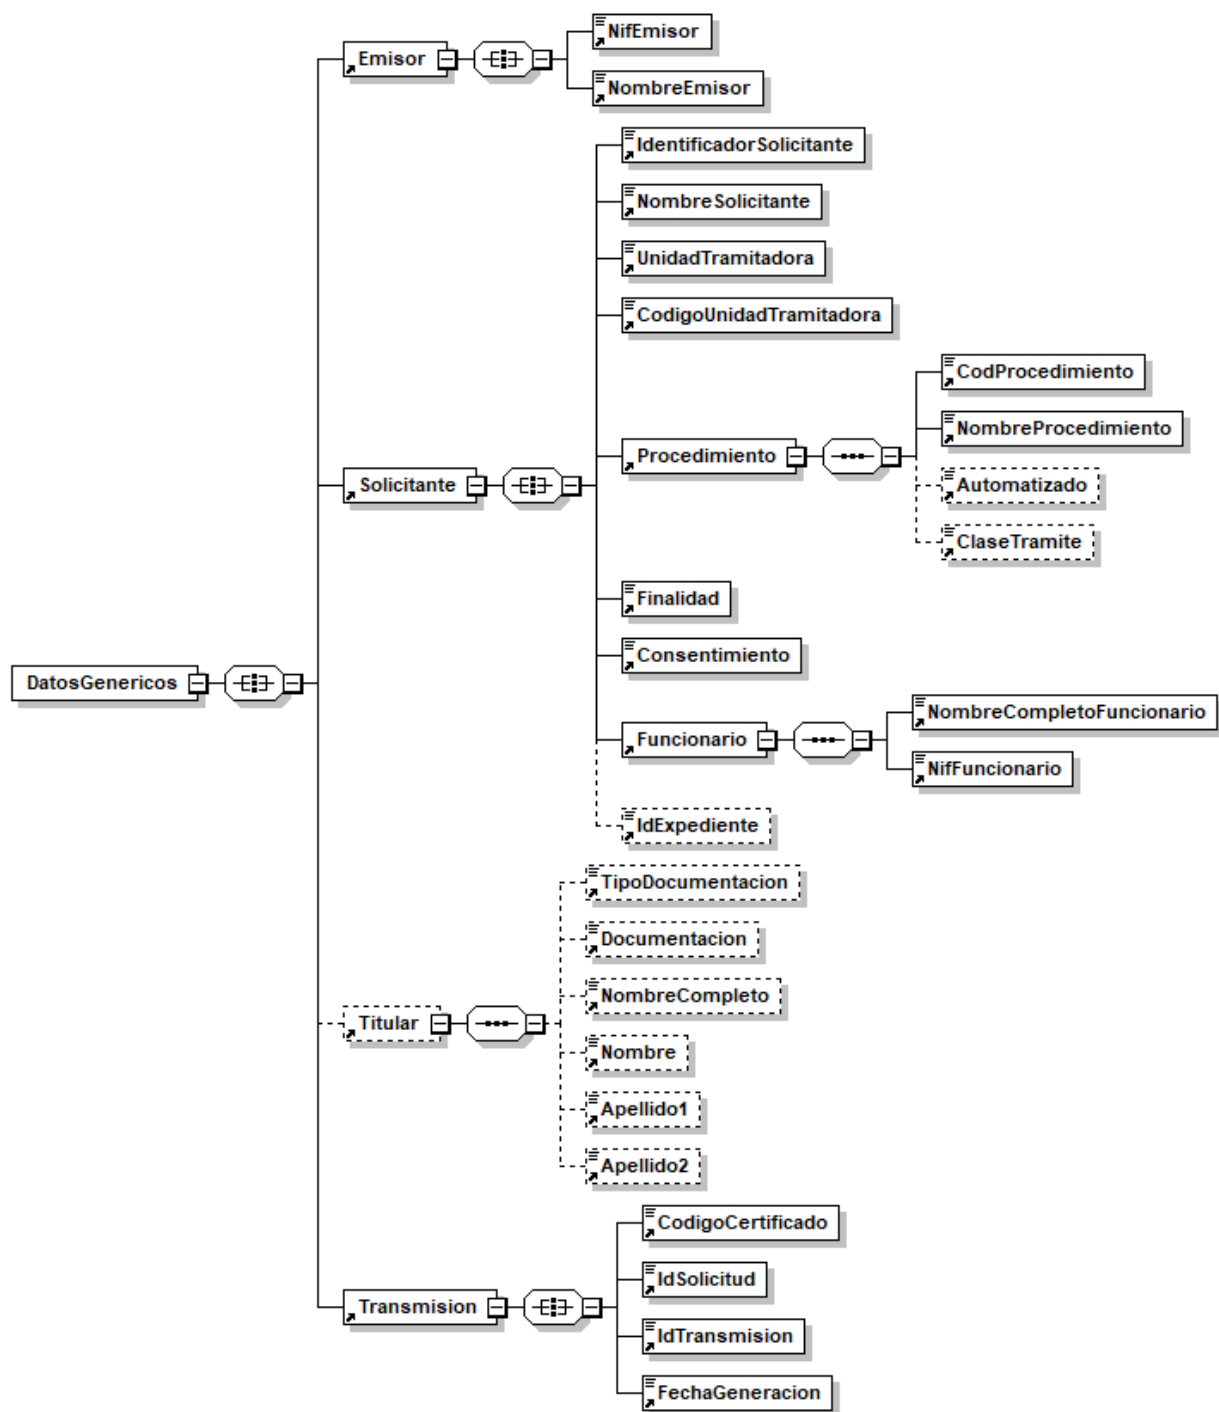 Emisor
NifEmisor
NombreEmisor
IdentificadorSolicitante
NombreSolicitante
UnidadTramitadora
CodigoUnidadTramitadora
CodProcedimiento
NombreProcedimiento
Procedimiento
Solicitante
Automatizado
ClaseTramite
Finalidad
Consentimiento
DatosGenericos
NombreCompletoFuncionario
Funcionario
NifFuncionario
IdExpediente
TipoDocumentacion
Documentacion
NombreCompleto
Titular
Nombre
Apellido1
Apellido2
CodigoCertificado
IdSolicitud
Transmision
IdTransmision
FechaGeneracion